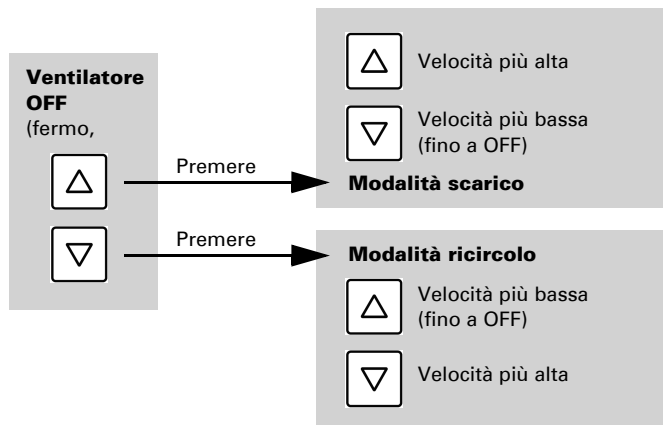 Ventilatore
OFF
(fermo,
Premere
Premere
Velocità più alta
Velocità più bassa
(fino a OFF)
Modalità scarico
Modalità ricircolo
Velocità più bassa
(fino a OFF)
Velocità più alta